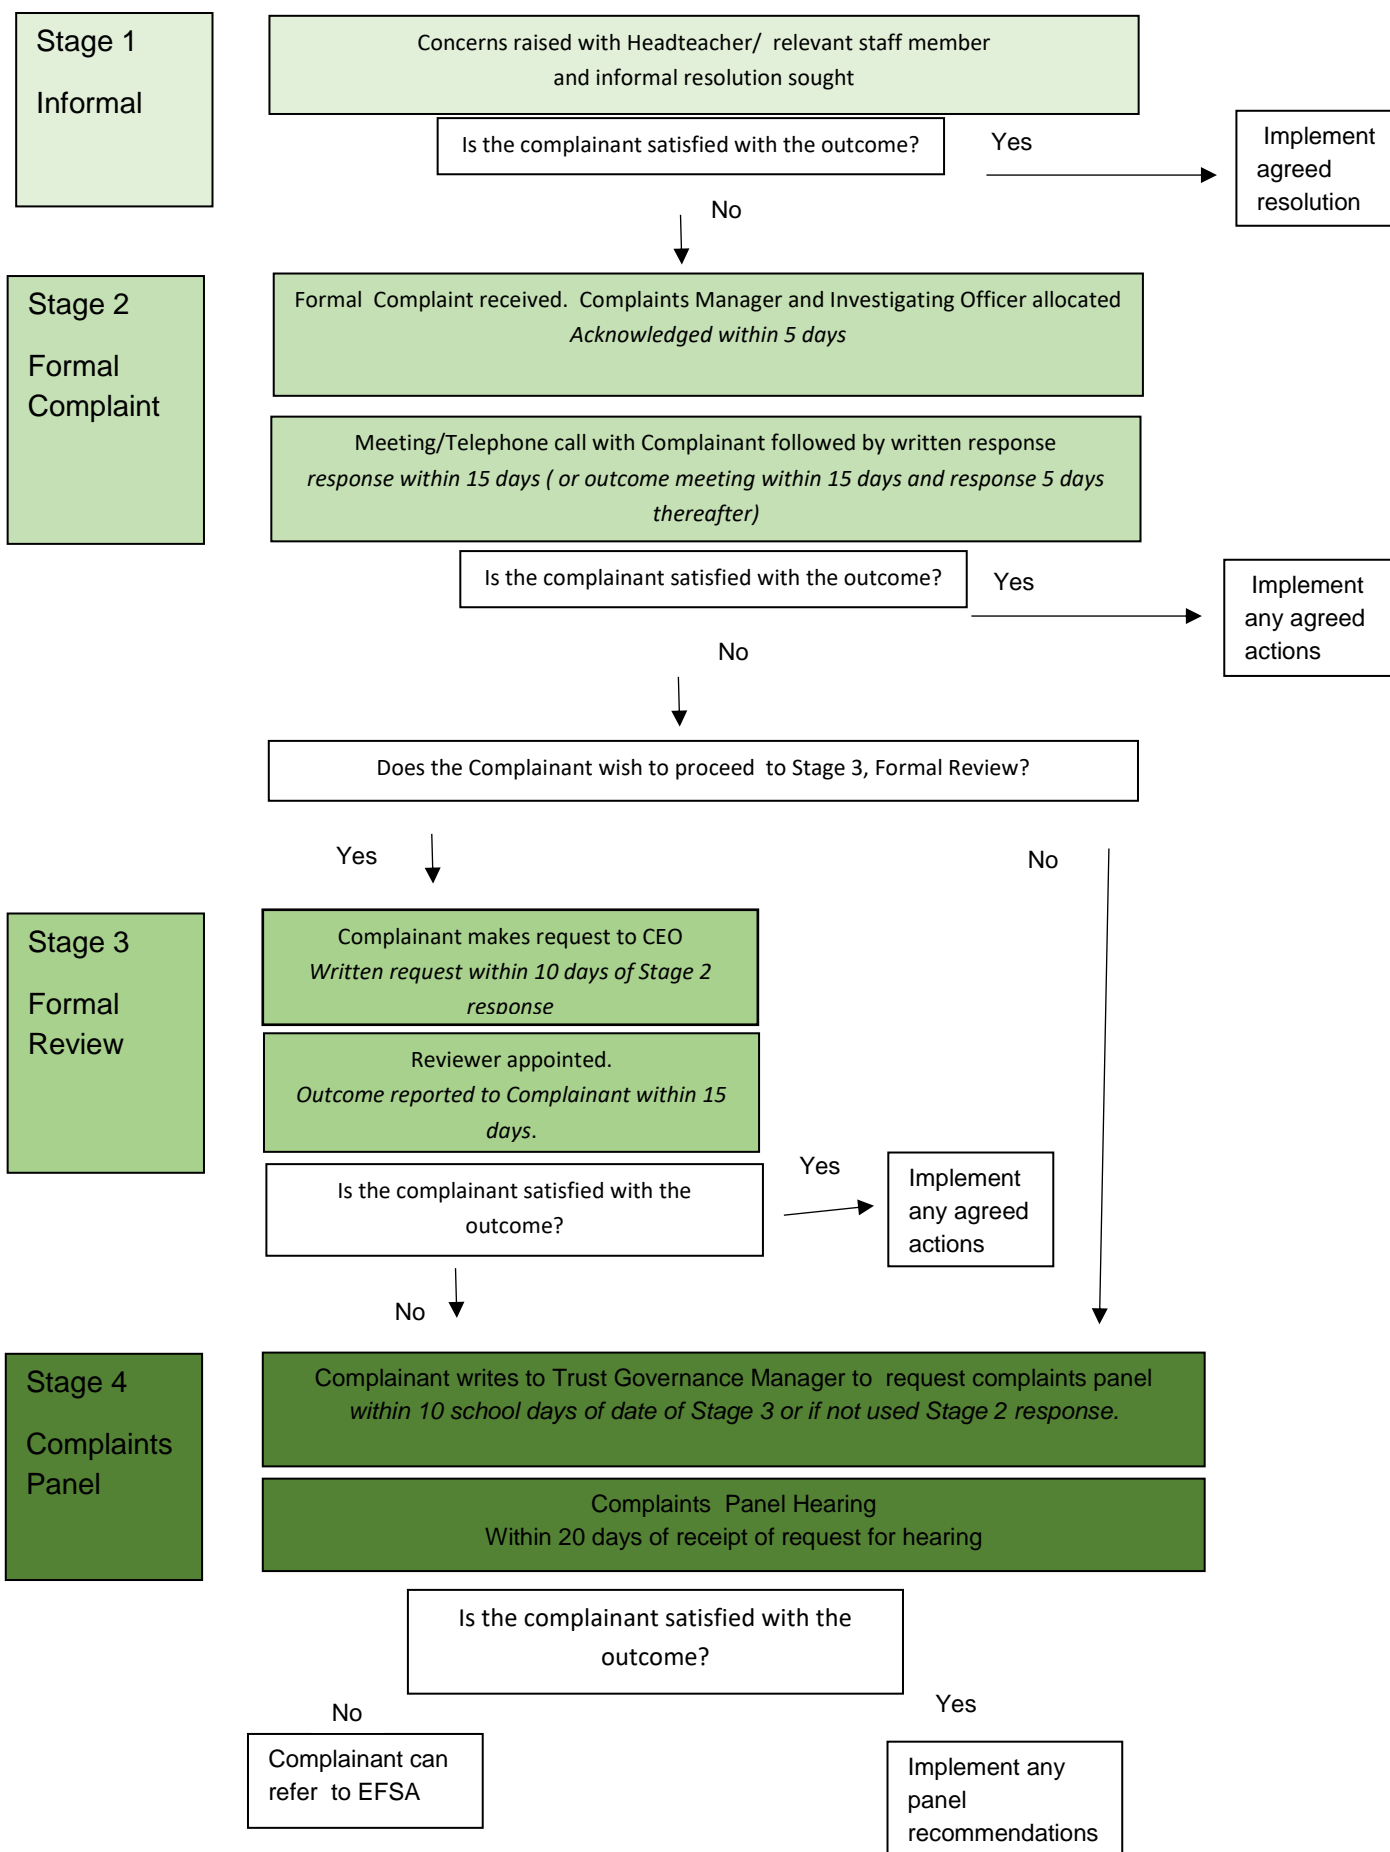 Stage 1
Informal
Concerns raised with Headteacher/ relevant staff member
and informal resolution sought
Is the complainant satisfied with the outcome?
Yes
Implement
agreed
resolution
No
Stage 2
Formal
Complaint
Formal Complaint received. Complaints Manager and Investigating Officer allocated
Acknowledged within 5 days
Meeting/Telephone call with Complainant followed by written response
response within 15 days ( or outcome meeting within 15 days and response 5 days
thereafter)
Is the complainant satisfied with the outcome?
Yes
Implement
any agreed
actions
No
Does the Complainant wish to proceed to Stage 3, Formal Review?
Yes
No
Stage 3
Formal
Review
Complainant makes request to CEO
Written request within 10 days of Stage 2
response
Reviewer appointed.
Outcome reported to Complainant within 15
days.
Is the complainant satisfied with the
outcome?
Yes
Implement
any agreed
actions
No
Stage 4
Complaints
Panel
Complainant writes to Trust Governance Manager to request complaints panel
within 10 school days of date of Stage 3 or if not used Stage 2 response.
Complaints Panel Hearing
Within 20 days of receipt of request for hearing
Is the complainant satisfied with the
outcome?
No
Complainant can
refer to EFSA
Yes
Implement any
panel
recommendations